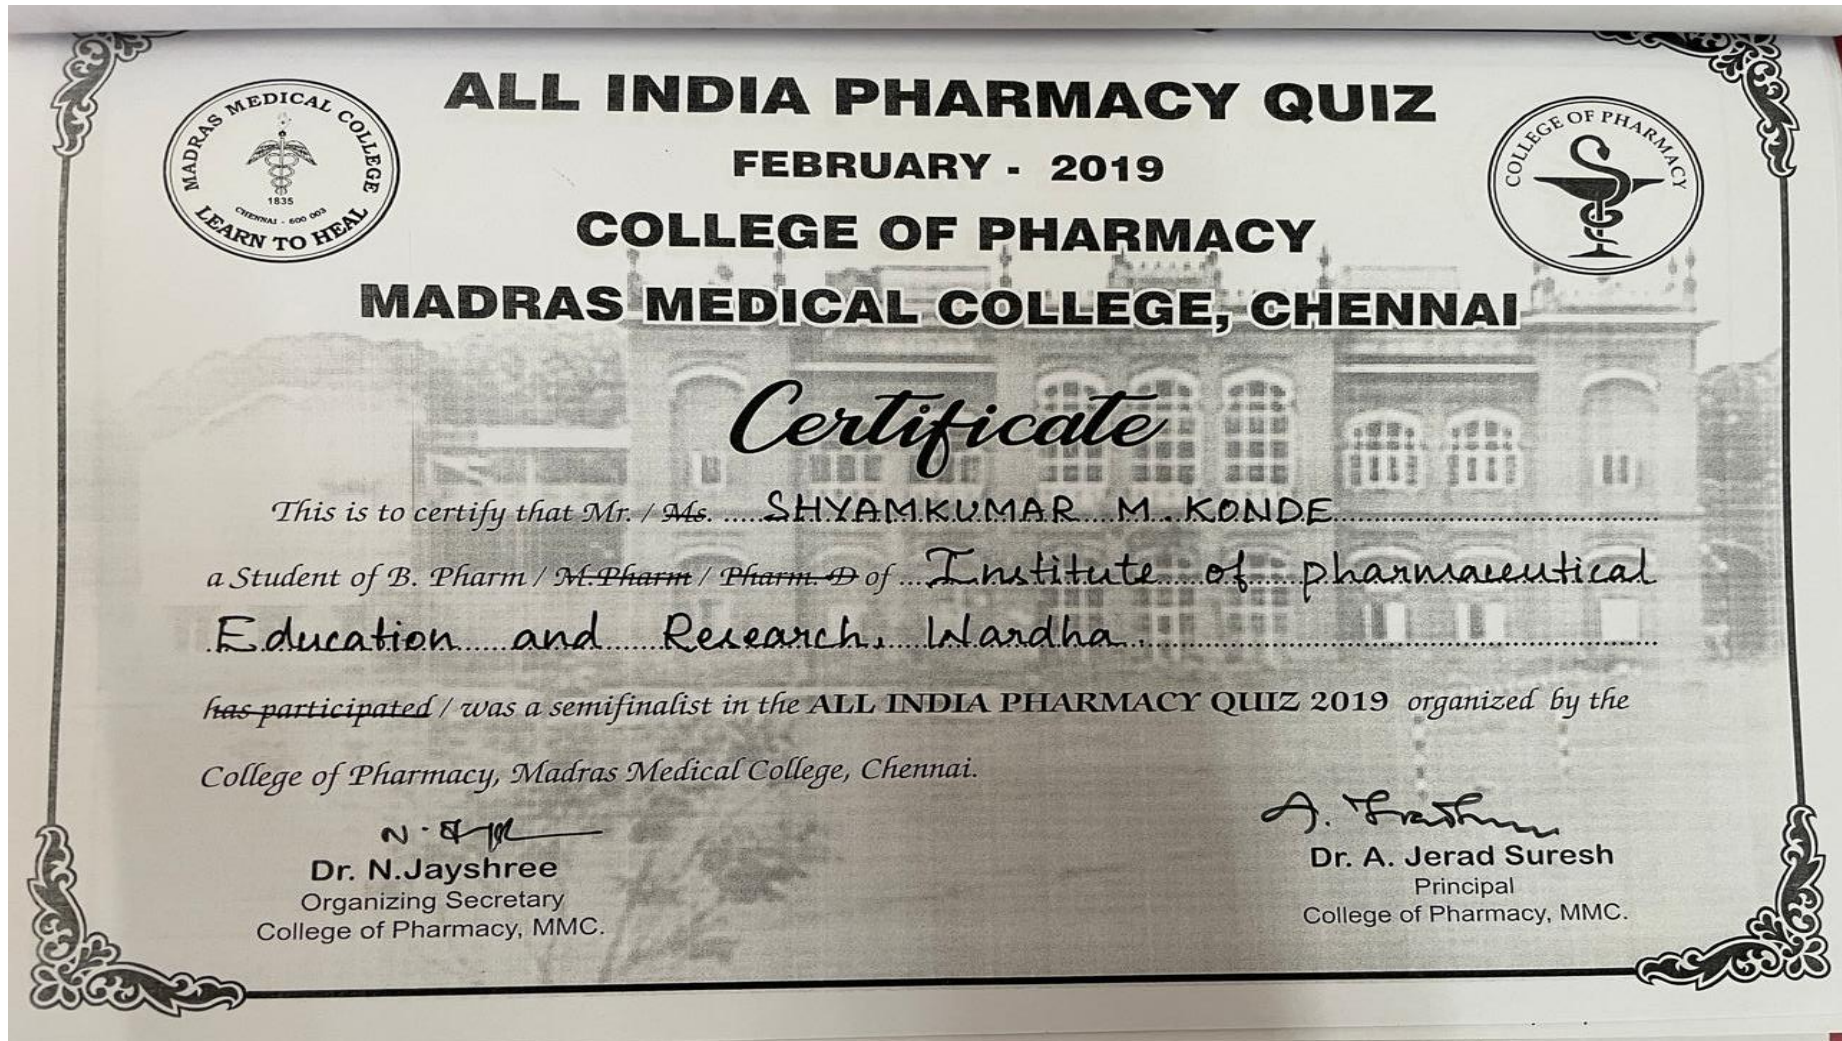 ALL INDIA PHARMACY QUIZ
FEBRUARY - 2019
COLLEGE OF PHARMACY
MADRAS MEDICAL COLLEGE, CHENNAI
MADRAS MEDICAL COLLEGE
1835
CHENNAI - 600 003
LEARN TO HEAL
COLLEGE OF PHARMACY
Certificate
This is to certify that Mr. / Ms. SHYAMKUMAR M. KONDE
a Student of B. Pharm / M.Pharm / Pharm. D of Institute of pharmaceutical
Education and Research, Wardha.
has participated / was a semifinalist in the ALL INDIA PHARMACY QUIZ 2019 organized by the
College of Pharmacy, Madras Medical College, Chennai.
Dr. N.Jayshree
Organizing Secretary
College of Pharmacy, MMC.
Dr. A. Jerad Suresh
Principal
College of Pharmacy, MMC.